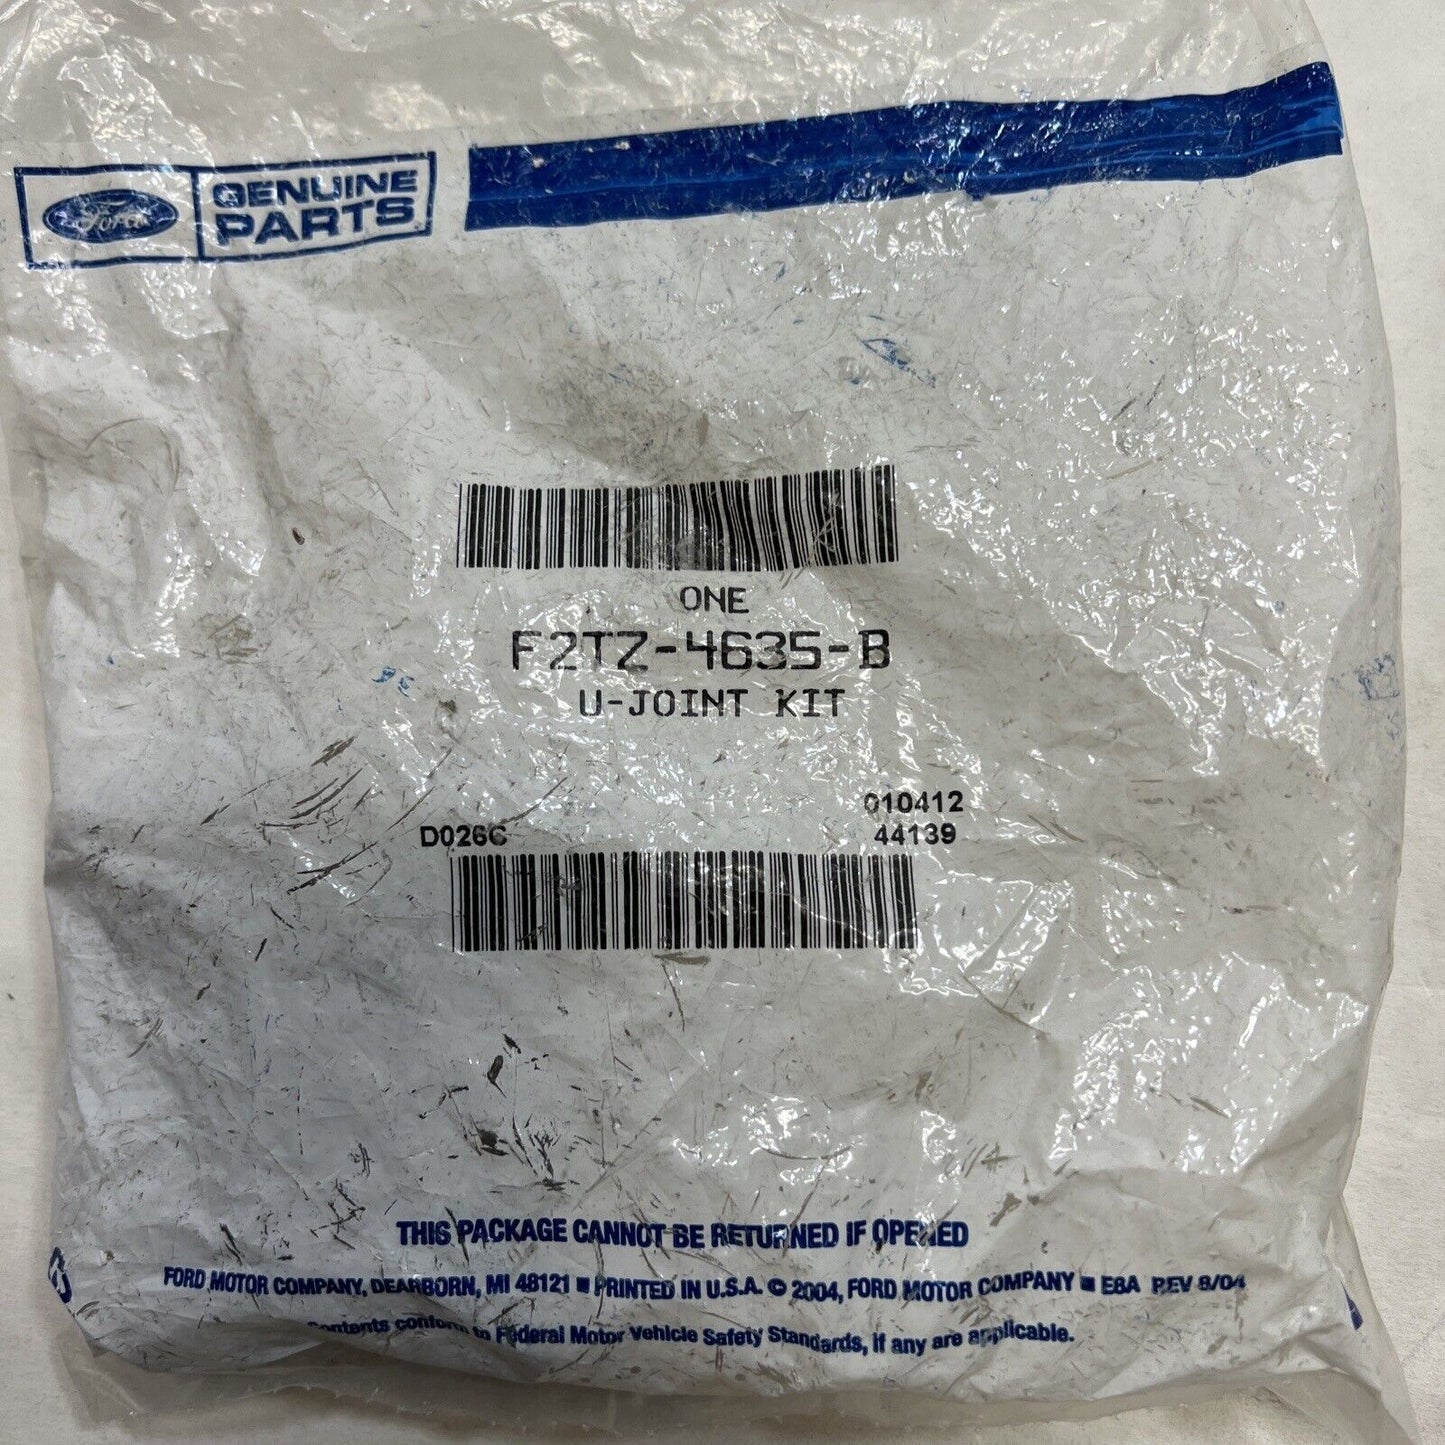 Ford GENUINE
PARTS
ONE
F2TZ-4635-B
U-JOINT KIT
010412
D026C 44139
THIS PACKAGE CANNOT BE RETURNED IF OPENED
FORD MOTOR COMPANY, DEARBORN, MI 48121 ■ PRINTED IN U.S.A. © 2004, FORD MOTOR COMPANY ■ E8A REV 8/04
Contents conform to Federal Motor Vehicle Safety Standards, if any are applicable.